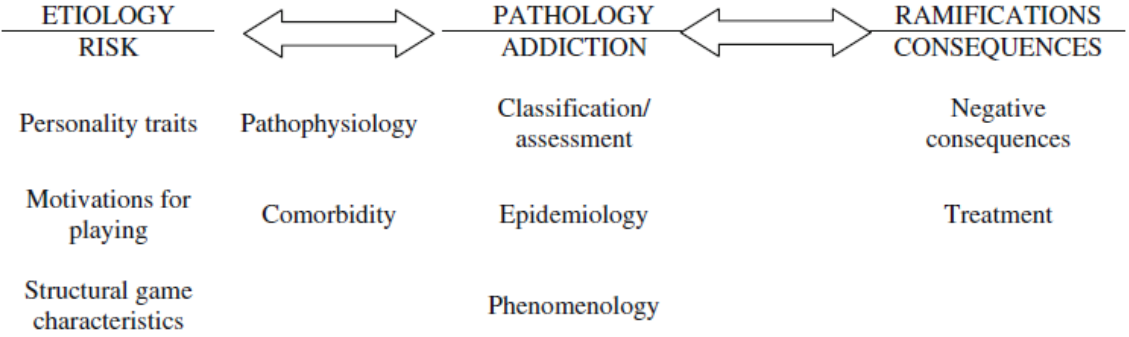 ETIOLOGY
RISK
PATHOLOGY
ADDICTION
RAMIFICATIONS
CONSEQUENCES
Personality traits
Pathophysiology
Classification/
assessment
Negative
consequences
Motivations for
playing
Comorbidity
Epidemiology
Treatment
Structural game
characteristics
Phenomenology